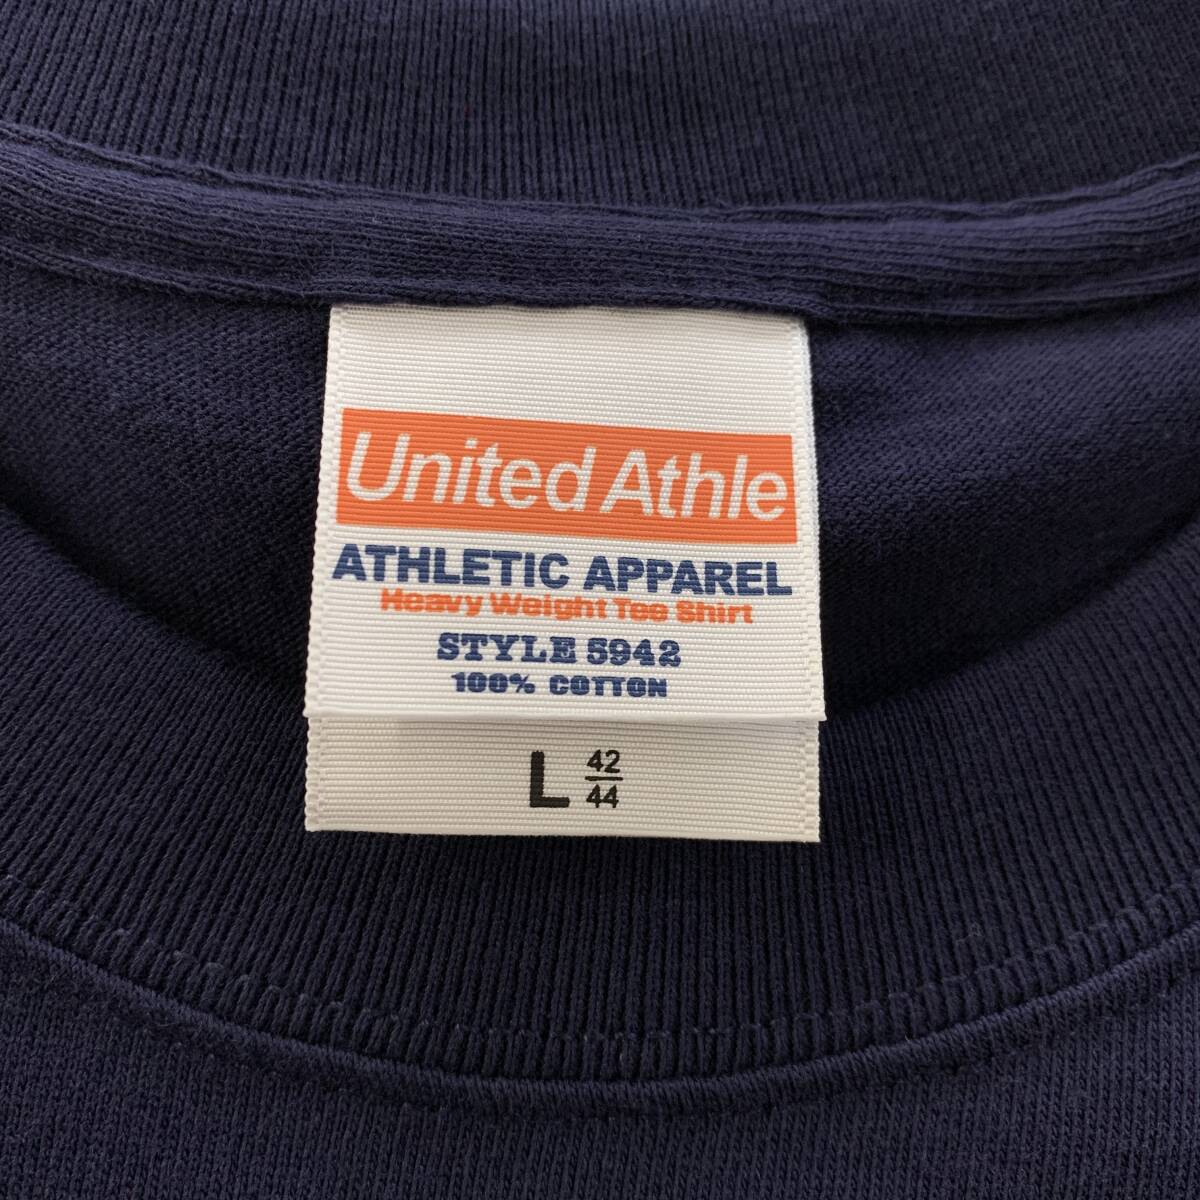 United Athle
ATHLETIC APPAREL
Heavy Weight Tee Shirt
STYLE 5942
100% COTTON
L 42/44